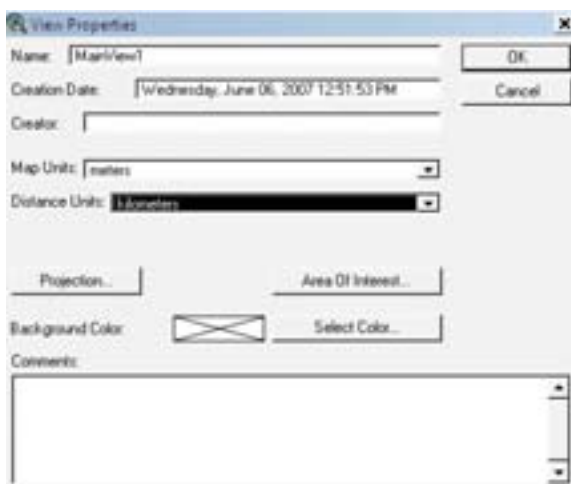 View Properties
Name: MainView1
OK
Creation Date: Wednesday, June 06, 2007 12:51:53 PM
Cancel
Creator:
Map Units: meters
Distance Units: kilometers
Projection...
Area Of Interest...
Background Color:
Select Color...
Comments: